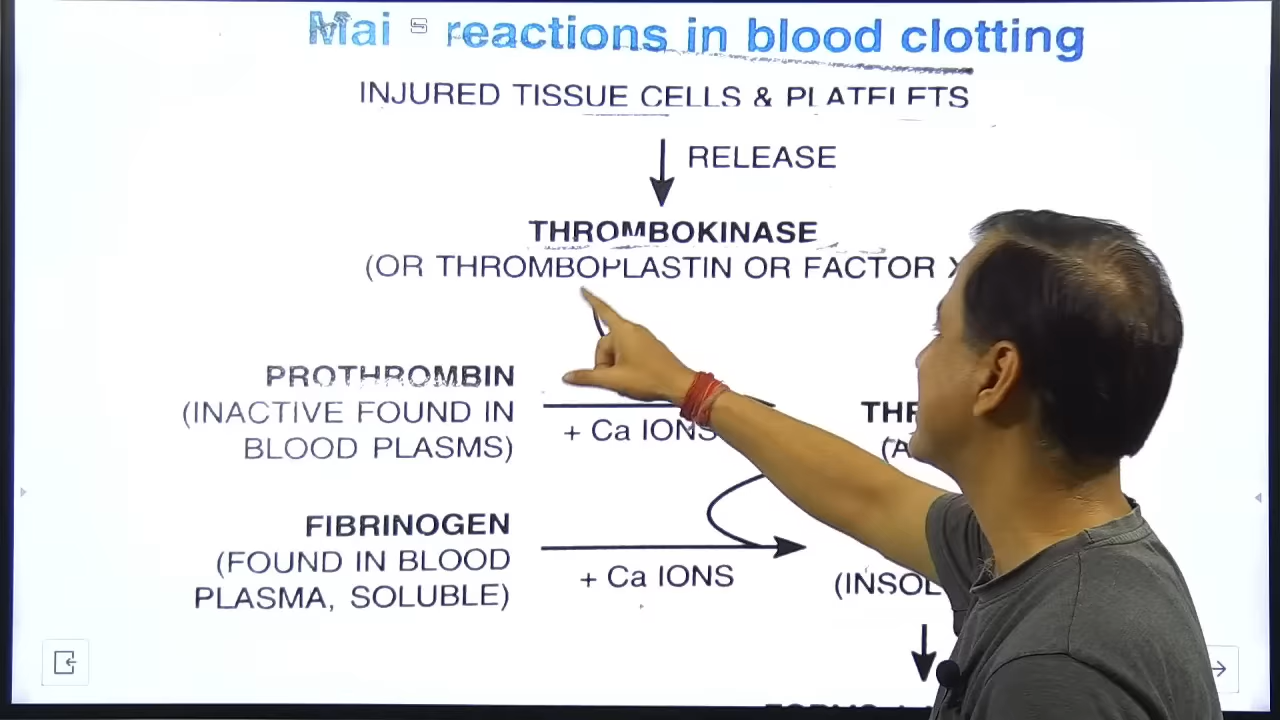 Mai s reactions in blood clotting
INJURED TISSUE CELLS & PLATELETS
RELEASE
THROMBOKINASE
(OR THROMBOPLASTIN OR FACTOR X
PROTHROMBIN
(INACTIVE FOUND IN
BLOOD PLASMS)
+ Ca IONS
FIBRINOGEN
(FOUND IN BLOOD
PLASMA, SOLUBLE)
+ Ca IONS